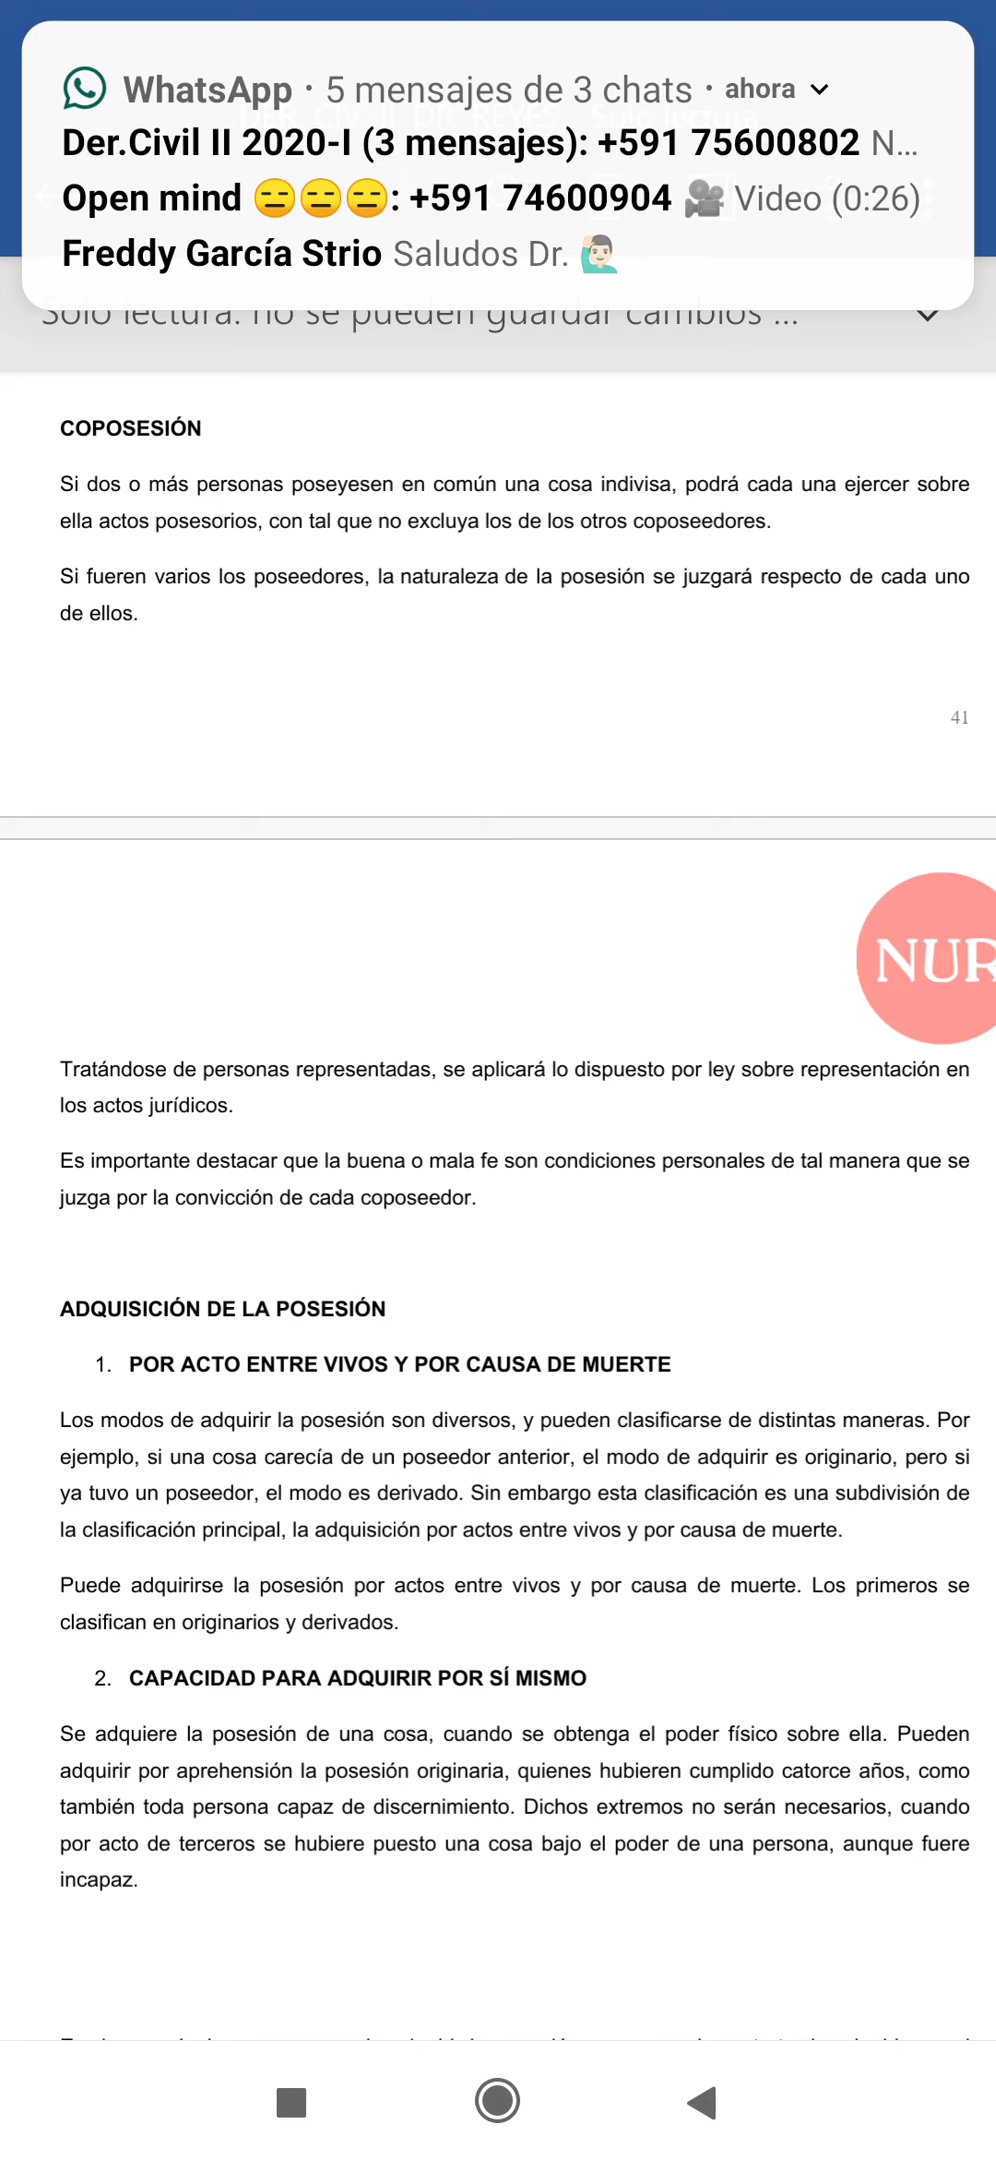 WhatsApp · 5 mensajes de 3 chats · ahora
Der.Civil II 2020-I (3 mensajes): +591 75600802 N...
Open mind 😑😑😑: +591 74600904 🎥 Video (0:26)
Freddy García Strio Saludos Dr. 🙋🏻‍♂️
Solo lectura: no se pueden guardar cambios ...
COPOSESIÓN
Si dos o más personas poseyesen en común una cosa indivisa, podrá cada una ejercer sobre
ella actos posesorios, con tal que no excluya los de los otros coposeedores.
Si fueren varios los poseedores, la naturaleza de la posesión se juzgará respecto de cada uno
de ellos.
41
NUR
Tratándose de personas representadas, se aplicará lo dispuesto por ley sobre representación en
los actos jurídicos.
Es importante destacar que la buena o mala fe son condiciones personales de tal manera que se
juzga por la convicción de cada coposeedor.
ADQUISICIÓN DE LA POSESIÓN
1. POR ACTO ENTRE VIVOS Y POR CAUSA DE MUERTE
Los modos de adquirir la posesión son diversos, y pueden clasificarse de distintas maneras. Por
ejemplo, si una cosa carecía de un poseedor anterior, el modo de adquirir es originario, pero si
ya tuvo un poseedor, el modo es derivado. Sin embargo esta clasificación es una subdivisión de
la clasificación principal, la adquisición por actos entre vivos y por causa de muerte.
Puede adquirirse la posesión por actos entre vivos y por causa de muerte. Los primeros se
clasifican en originarios y derivados.
2. CAPACIDAD PARA ADQUIRIR POR SÍ MISMO
Se adquiere la posesión de una cosa, cuando se obtenga el poder físico sobre ella. Pueden
adquirir por aprehensión la posesión originaria, quienes hubieren cumplido catorce años, como
también toda persona capaz de discernimiento. Dichos extremos no serán necesarios, cuando
por acto de terceros se hubiere puesto una cosa bajo el poder de una persona, aunque fuere
incapaz.